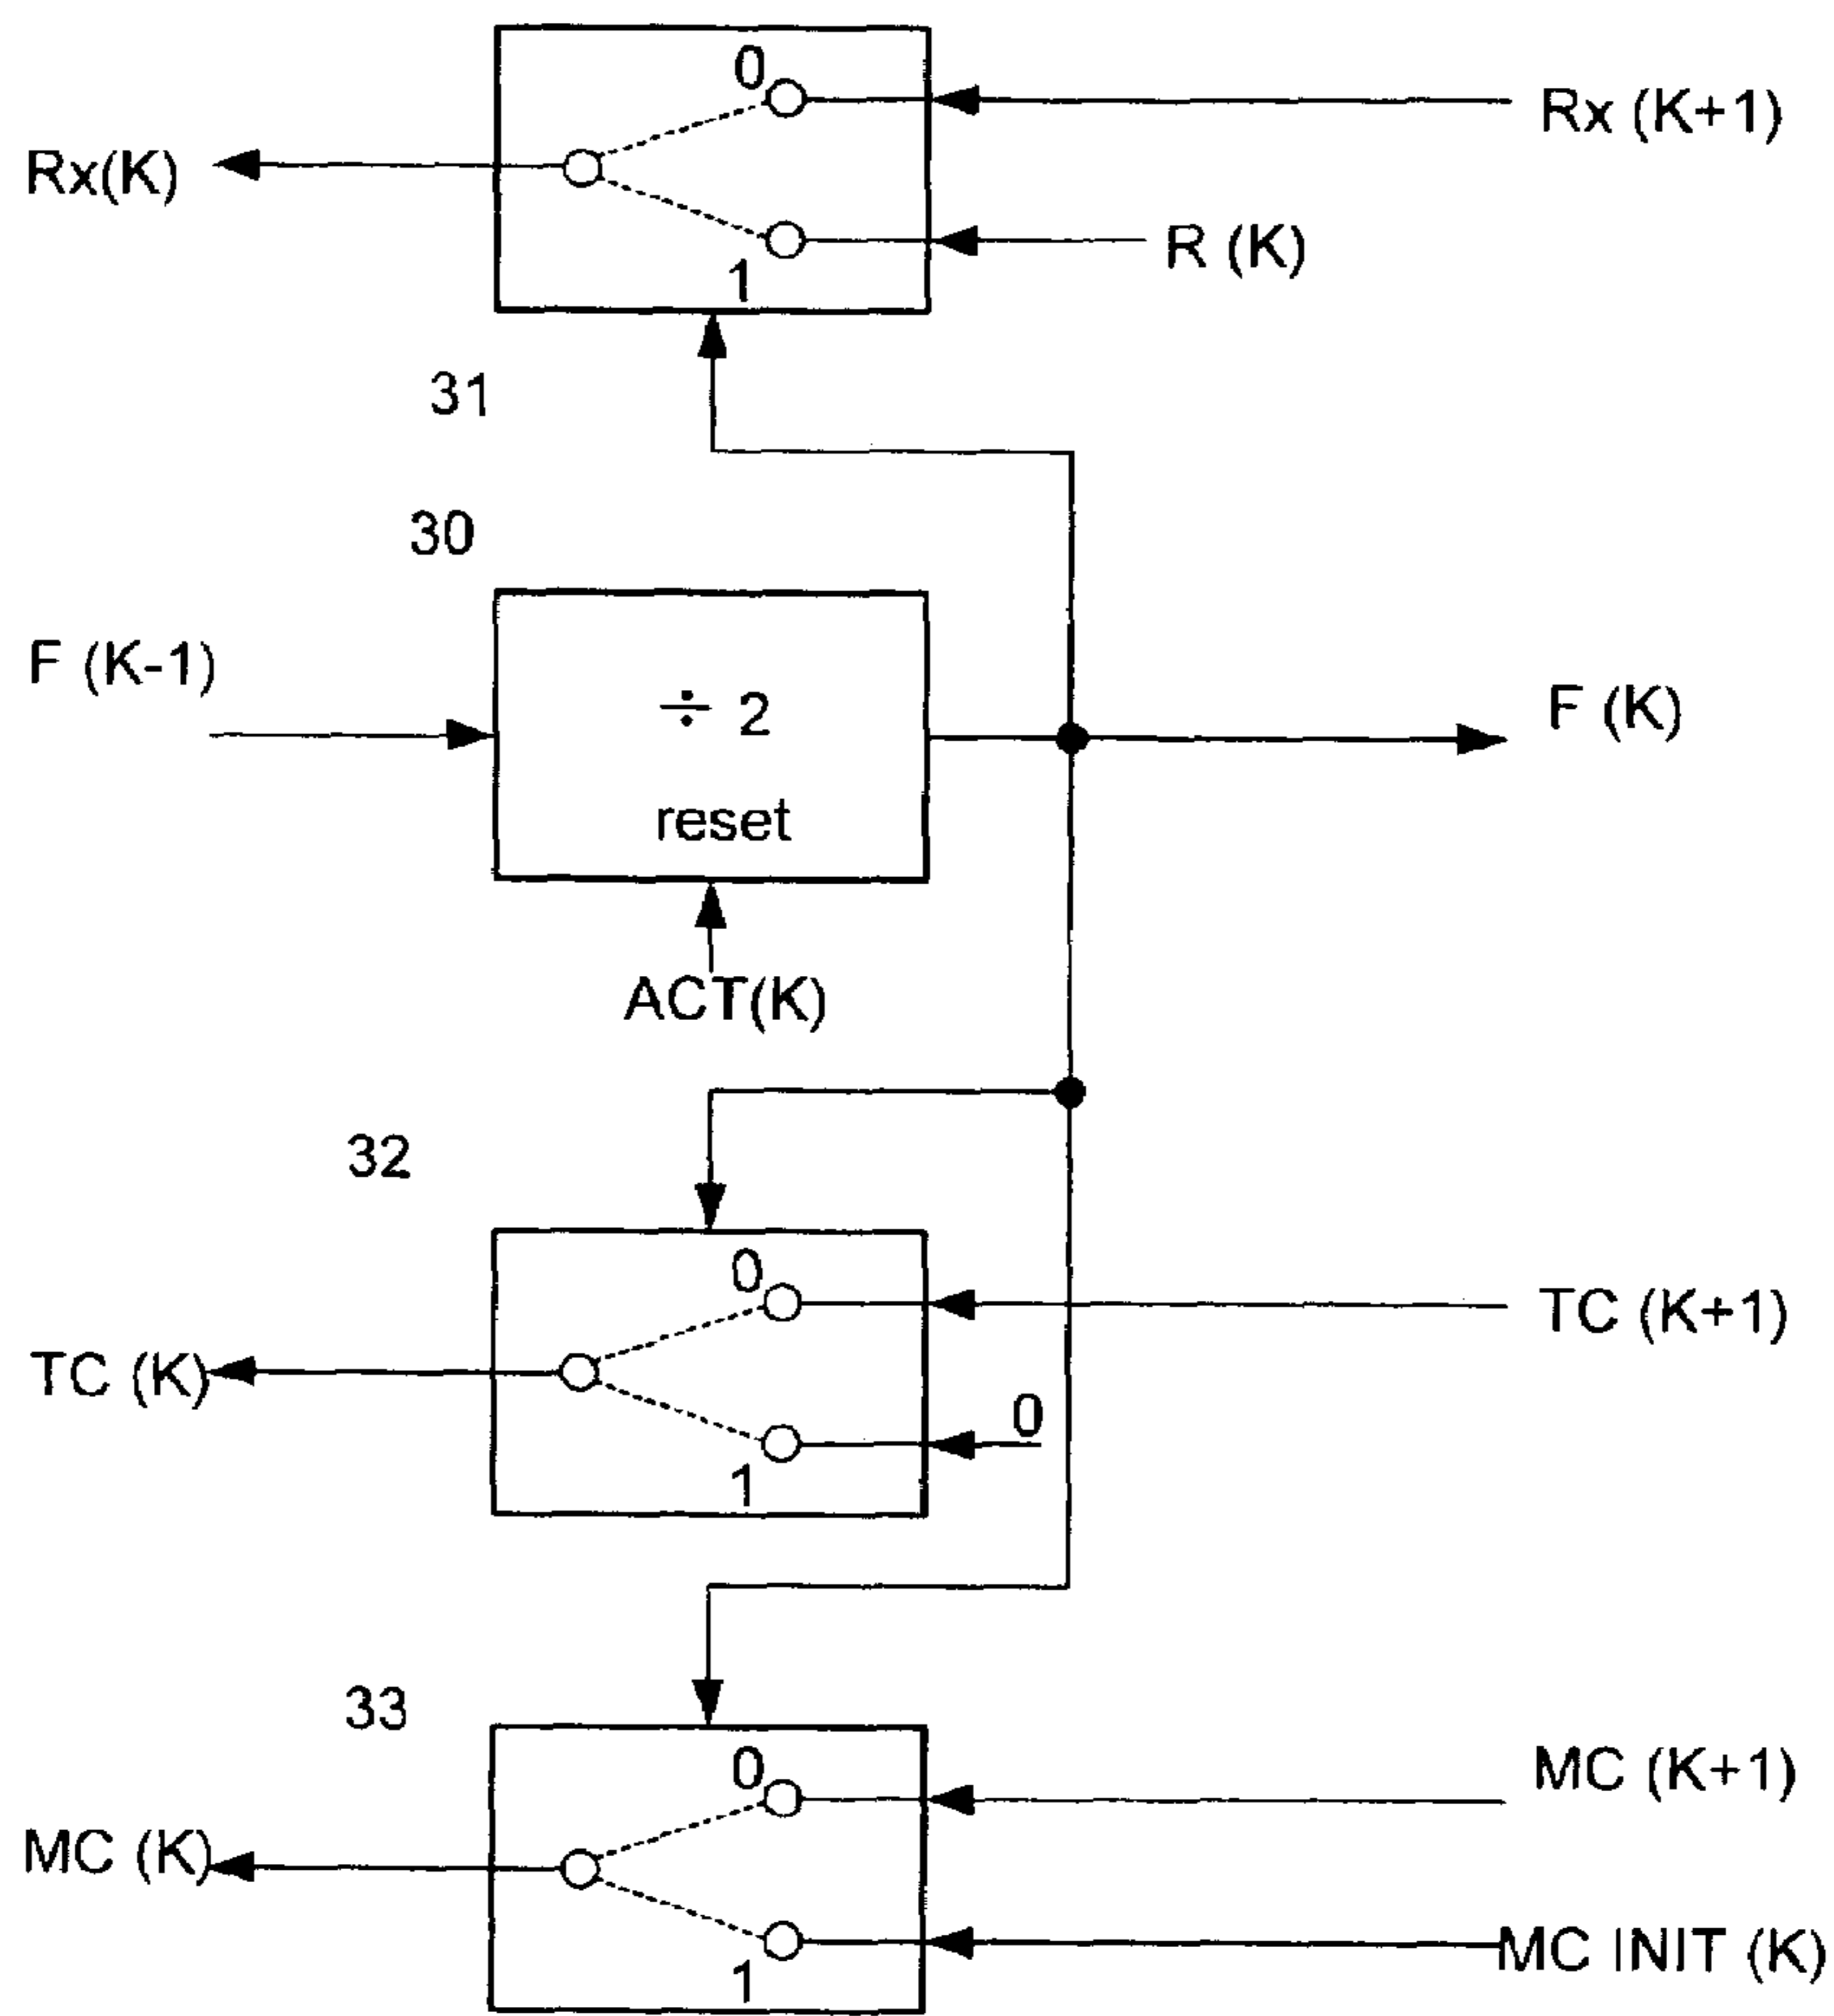 0
Rx (K+1)
Rx(K)
R (K)
1
31
30
F (K-1)
÷ 2
F (K)
reset
ACT(K)
32
0
TC (K+1)
TC (K)
0
1
33
0
MC (K+1)
MC (K)
MC INIT (K)
1